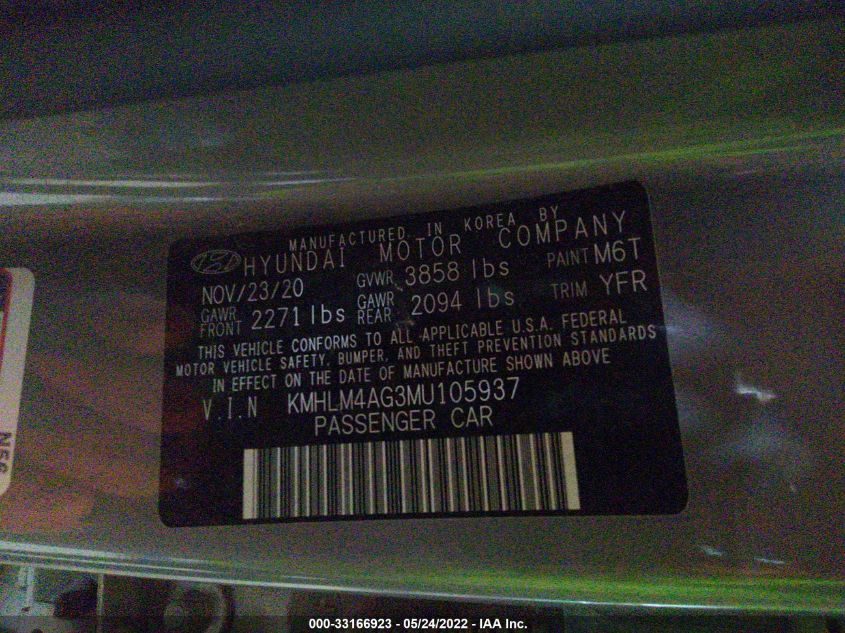 MANUFACTURED IN KOREA BY
HYUNDAI MOTOR COMPANY
NOV/23/20 GVWR 3858 lbs PAINT M6T
GAWR FRONT 2271 lbs GAWR REAR 2094 lbs TRIM YFR
THIS VEHICLE CONFORMS TO ALL APPLICABLE U.S.A. FEDERAL
MOTOR VEHICLE SAFETY, BUMPER, AND THEFT PREVENTION STANDARDS
IN EFFECT ON THE DATE OF MANUFACTURE SHOWN ABOVE
V.I.N KMHLM4AG3MU105937
PASSENGER CAR
000-33166923 - 05/24/2022 - IAA Inc.